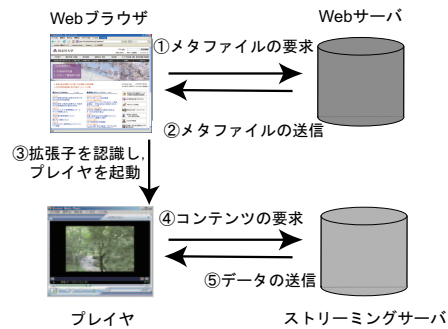 Webブラウザ
Webサーバ
①メタファイルの要求
②メタファイルの送信
③拡張子を認識し,
プレイヤを起動
④コンテンツの要求
⑤データの送信
プレイヤ
ストリーミングサーバ